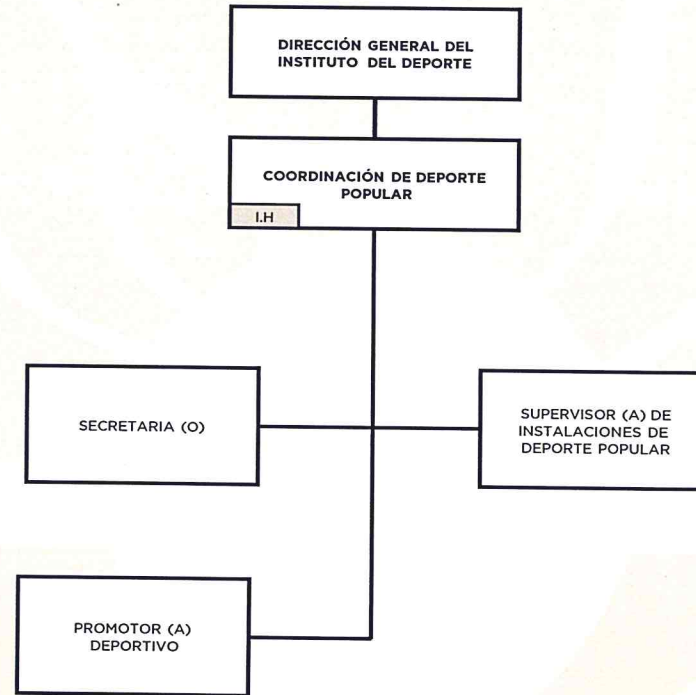 DIRECCIÓN GENERAL DEL
INSTITUTO DEL DEPORTE
COORDINACIÓN DE DEPORTE
POPULAR
I.H
SECRETARIA (O)
SUPERVISOR (A) DE
INSTALACIONES DE
DEPORTE POPULAR
PROMOTOR (A)
DEPORTIVO